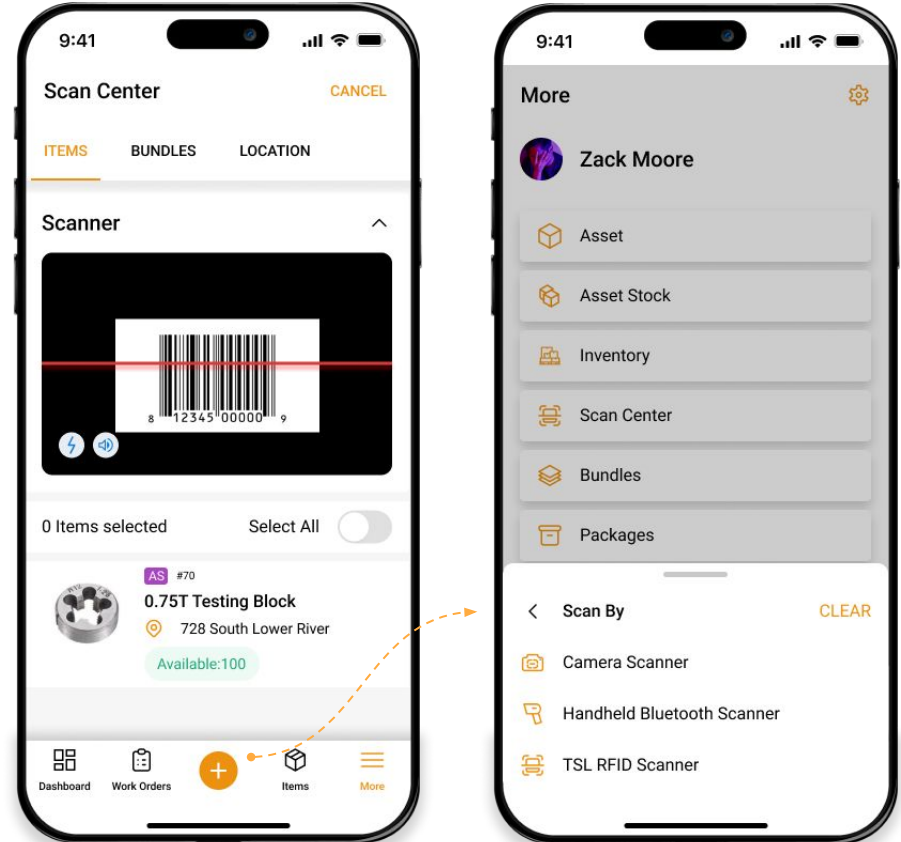 9:41
Scan Center
CANCEL
ITEMS
BUNDLES
LOCATION
Scanner
8 12345 00000 9
0 Items selected
Select All
AS #70
0.75T Testing Block
728 South Lower River
Available:100
Dashboard
Work Orders
Items
More
9:41
More
Zack Moore
Asset
Asset Stock
Inventory
Scan Center
Bundles
Packages
Scan By
CLEAR
Camera Scanner
Handheld Bluetooth Scanner
TSL RFID Scanner